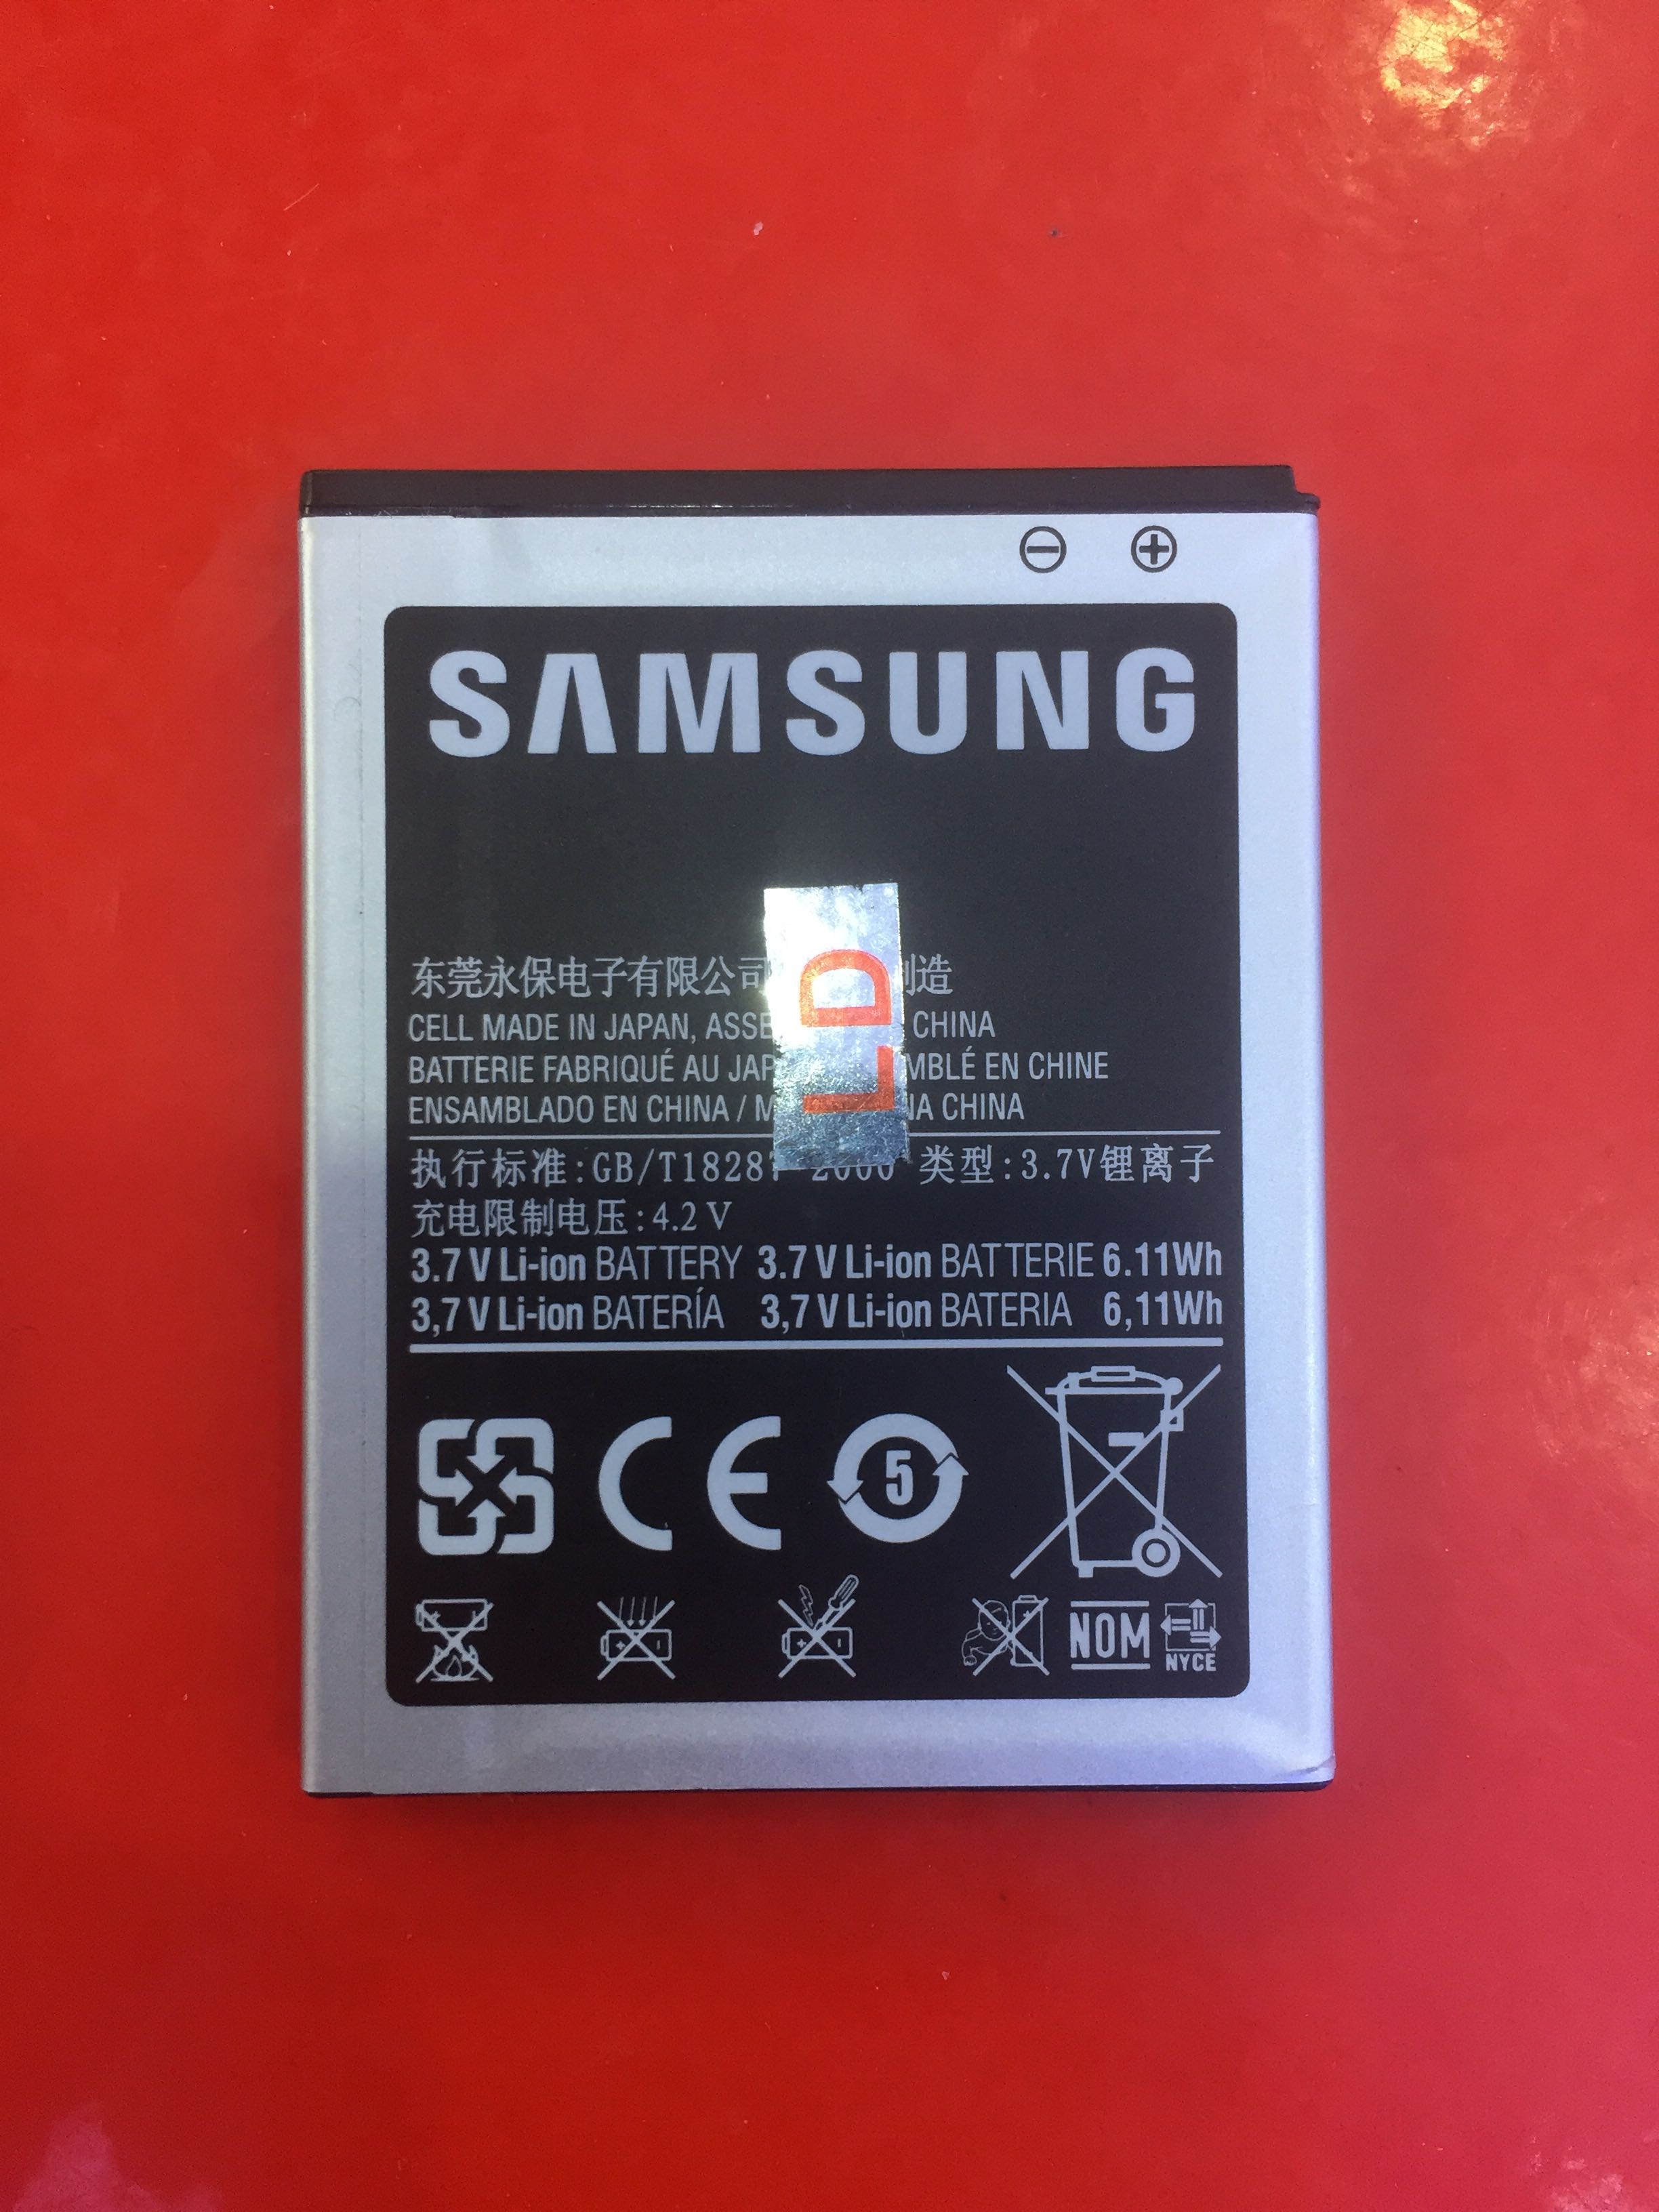 SAMSUNG
东莞永保电子有限公司 制造
CELL MADE IN JAPAN, CHINA
BATTERIE FABRIQUÉ AU EN CHINE
ENSAMBLADO EN CHINA / CHINA
LD
执行标准:GB/T18287-2000 类型:3.7V锂离子
充电限制电压:4.2V
3.7 V Li-ion BATTERY 3.7 V Li-ion BATTERIE 6.11Wh
3,7 V Li-ion BATERÍA 3,7 V Li-ion BATERIA 6,11Wh
CE 5
NOM NYCE